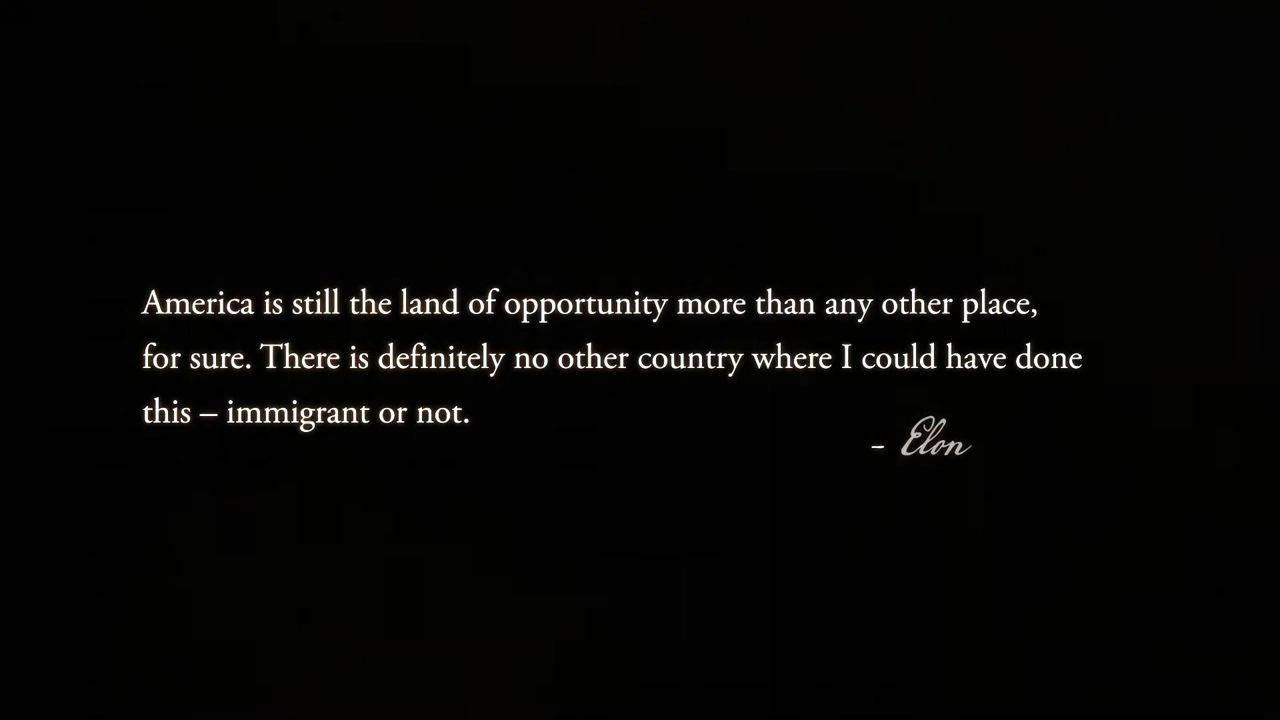 America is still the land of opportunity more than any other place,
for sure. There is definitely no other country where I could have done
this – immigrant or not.
- Elon